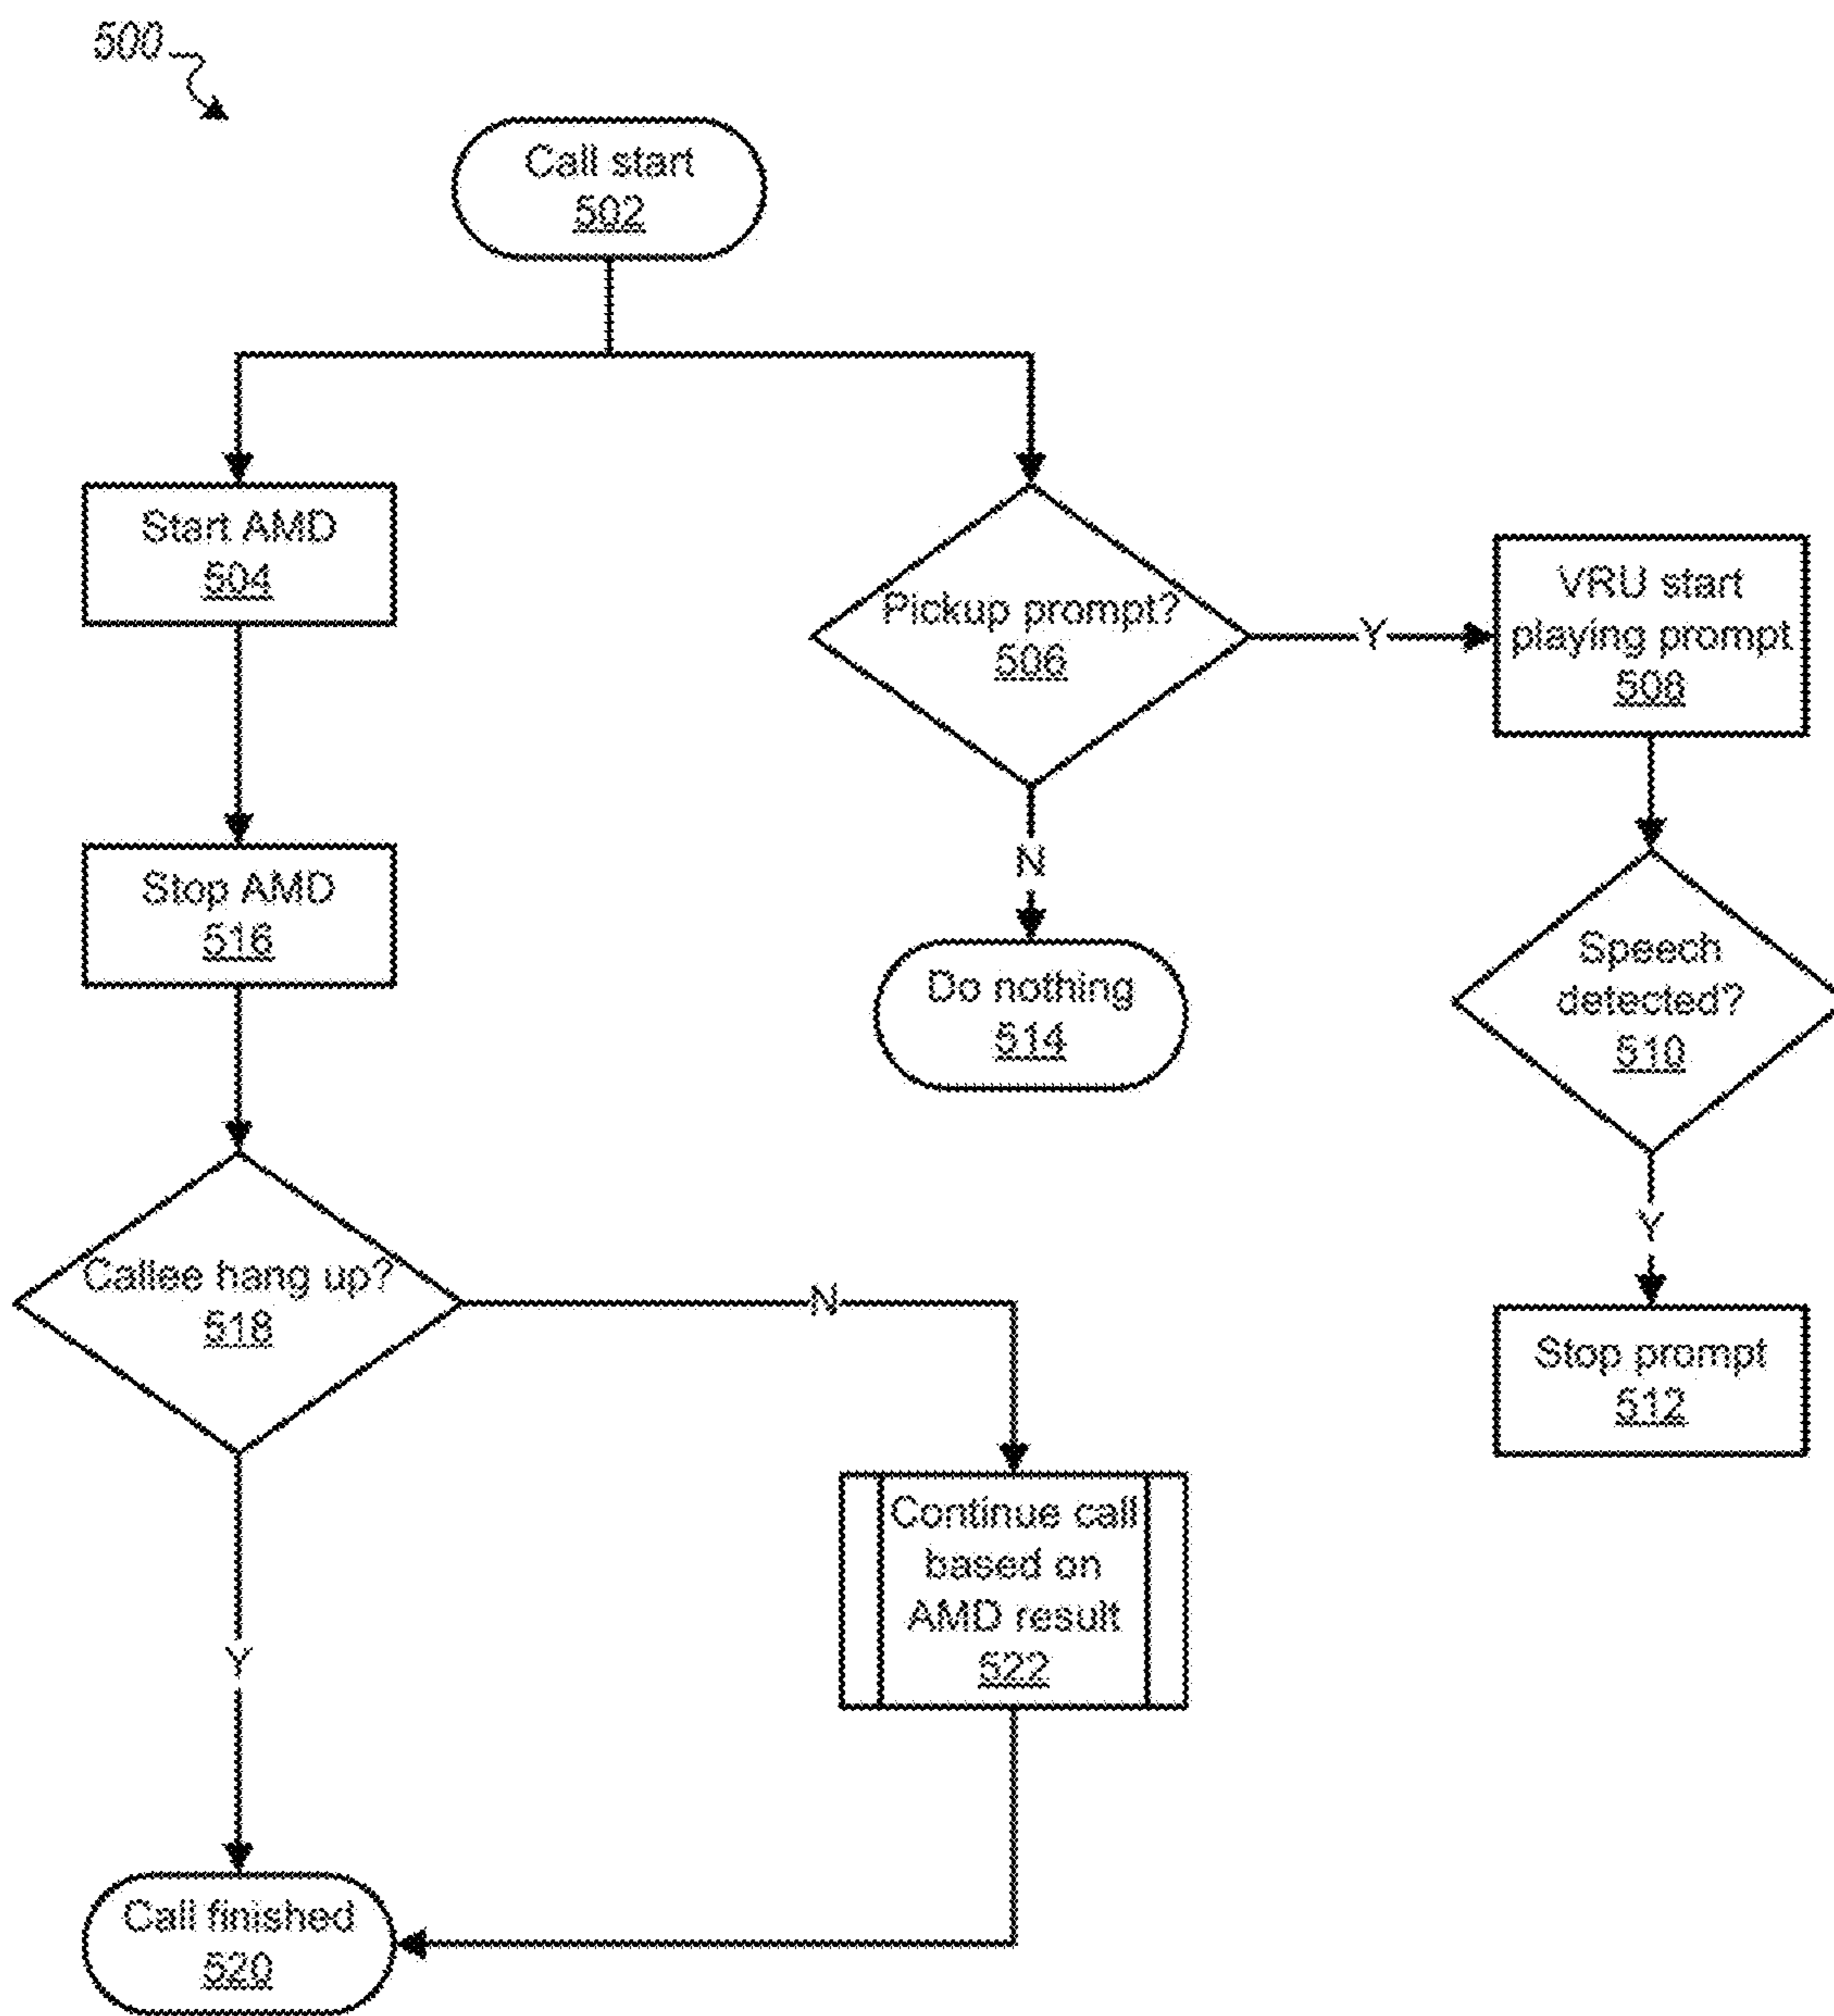 500
Call start
502
Start AMD
504
Pickup prompt?
506
Y
VRU start
playing prompt
508
N
Stop AMD
516
Do nothing
514
Speech
detected?
510
Y
Callee hang up?
518
N
Stop prompt
512
Continue call
based on
AMD result
522
Y
Call finished
520